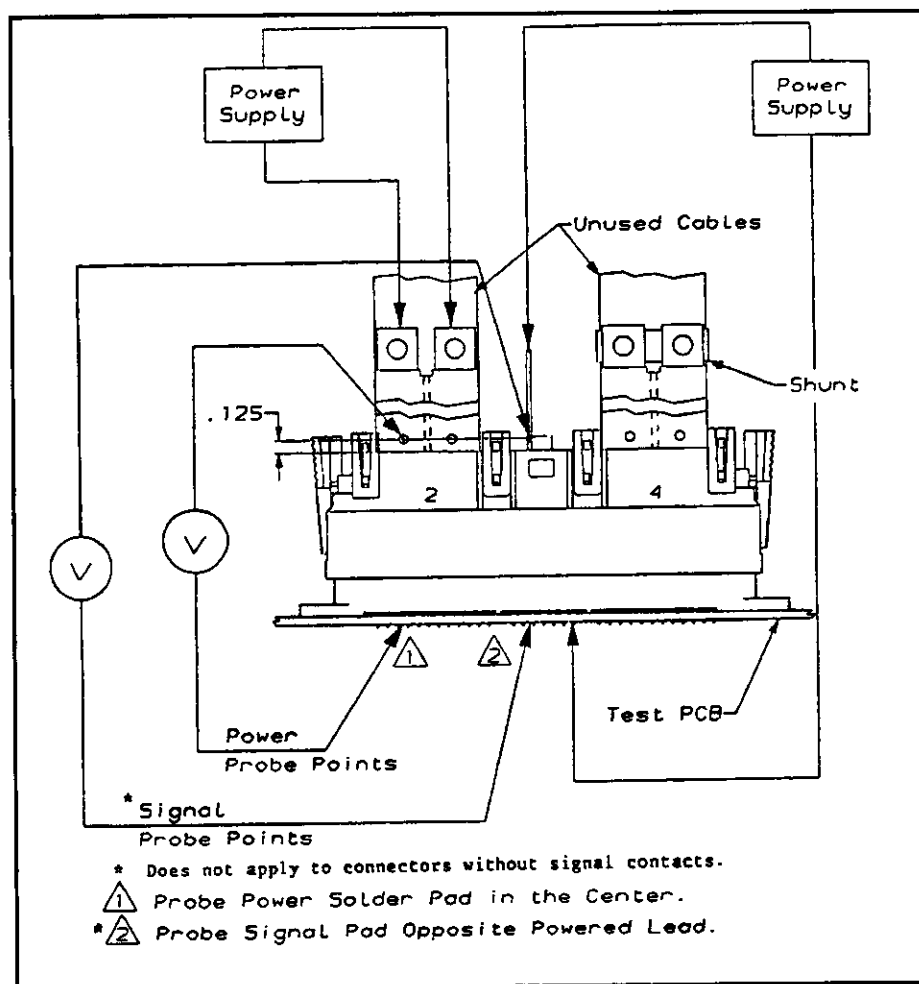 Power
Supply
Power
Supply
Unused Cables
Shunt
.125
2
4
V
V
1
2
Test PCB
Power
Probe Points
* Signal
Probe Points
* Does not apply to connectors without signal contacts.
1 Probe Power Solder Pad in the Center.
* 2 Probe Signal Pad Opposite Powered Lead.